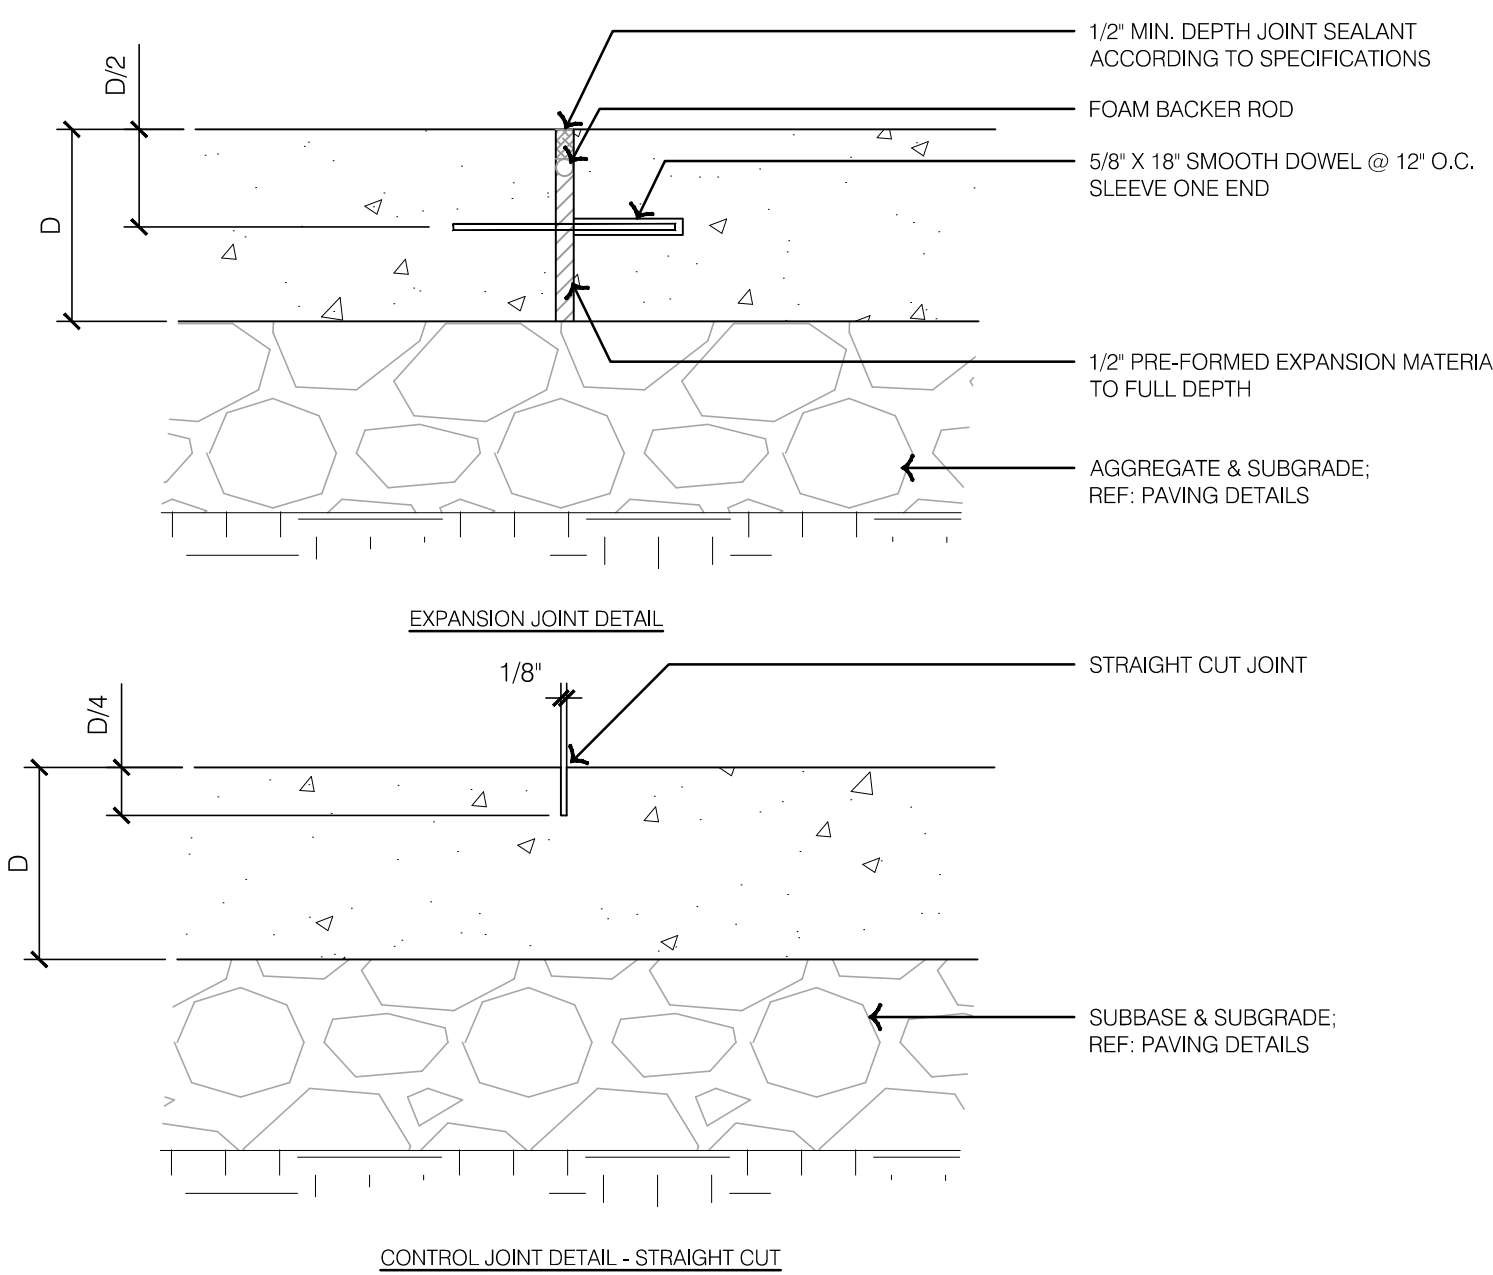 1/2" MIN. DEPTH JOINT SEALANT
ACCORDING TO SPECIFICATIONS
D/2
FOAM BACKER ROD
5/8" X 18" SMOOTH DOWEL @ 12" O.C.
SLEEVE ONE END
D
1/2" PRE-FORMED EXPANSION MATERIA
TO FULL DEPTH
AGGREGATE & SUBGRADE;
REF: PAVING DETAILS
EXPANSION JOINT DETAIL
1/8"
STRAIGHT CUT JOINT
D/4
D
SUBBASE & SUBGRADE;
REF: PAVING DETAILS
CONTROL JOINT DETAIL - STRAIGHT CUT